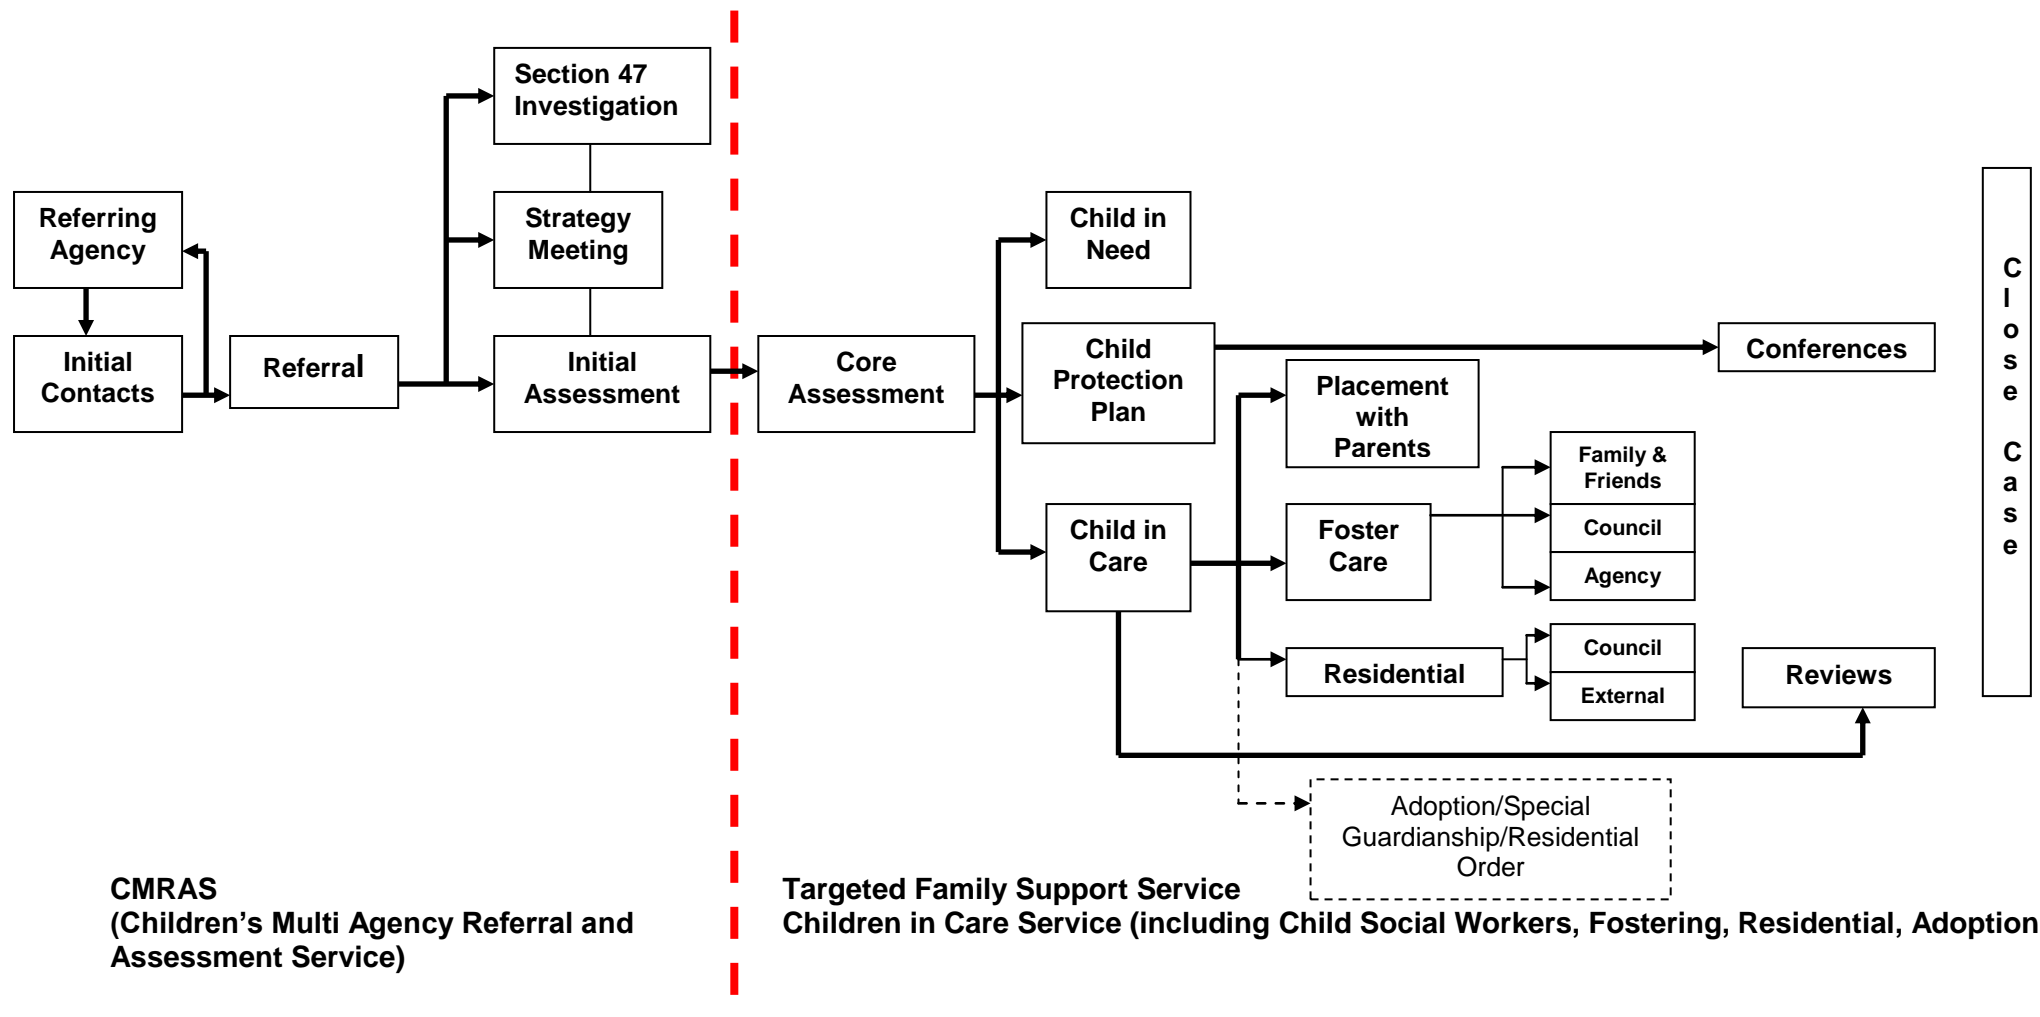 Section 47
Investigation
Referring
Agency
Strategy
Meeting
Initial
Contacts
Referral
Initial
Assessment
Core
Assessment
Child in
Need
Child
Protection
Plan
Conferences
Placement
with
Parents
Child in
Care
Foster
Care
Family &
Friends
Council
Agency
Residential
Council
External
Reviews
C
l
o
s
e
C
a
s
e
Adoption/Special
Guardianship/Residential
Order
CMRAS
(Children’s Multi Agency Referral and
Assessment Service)
Targeted Family Support Service
Children in Care Service (including Child Social Workers, Fostering, Residential, Adoption